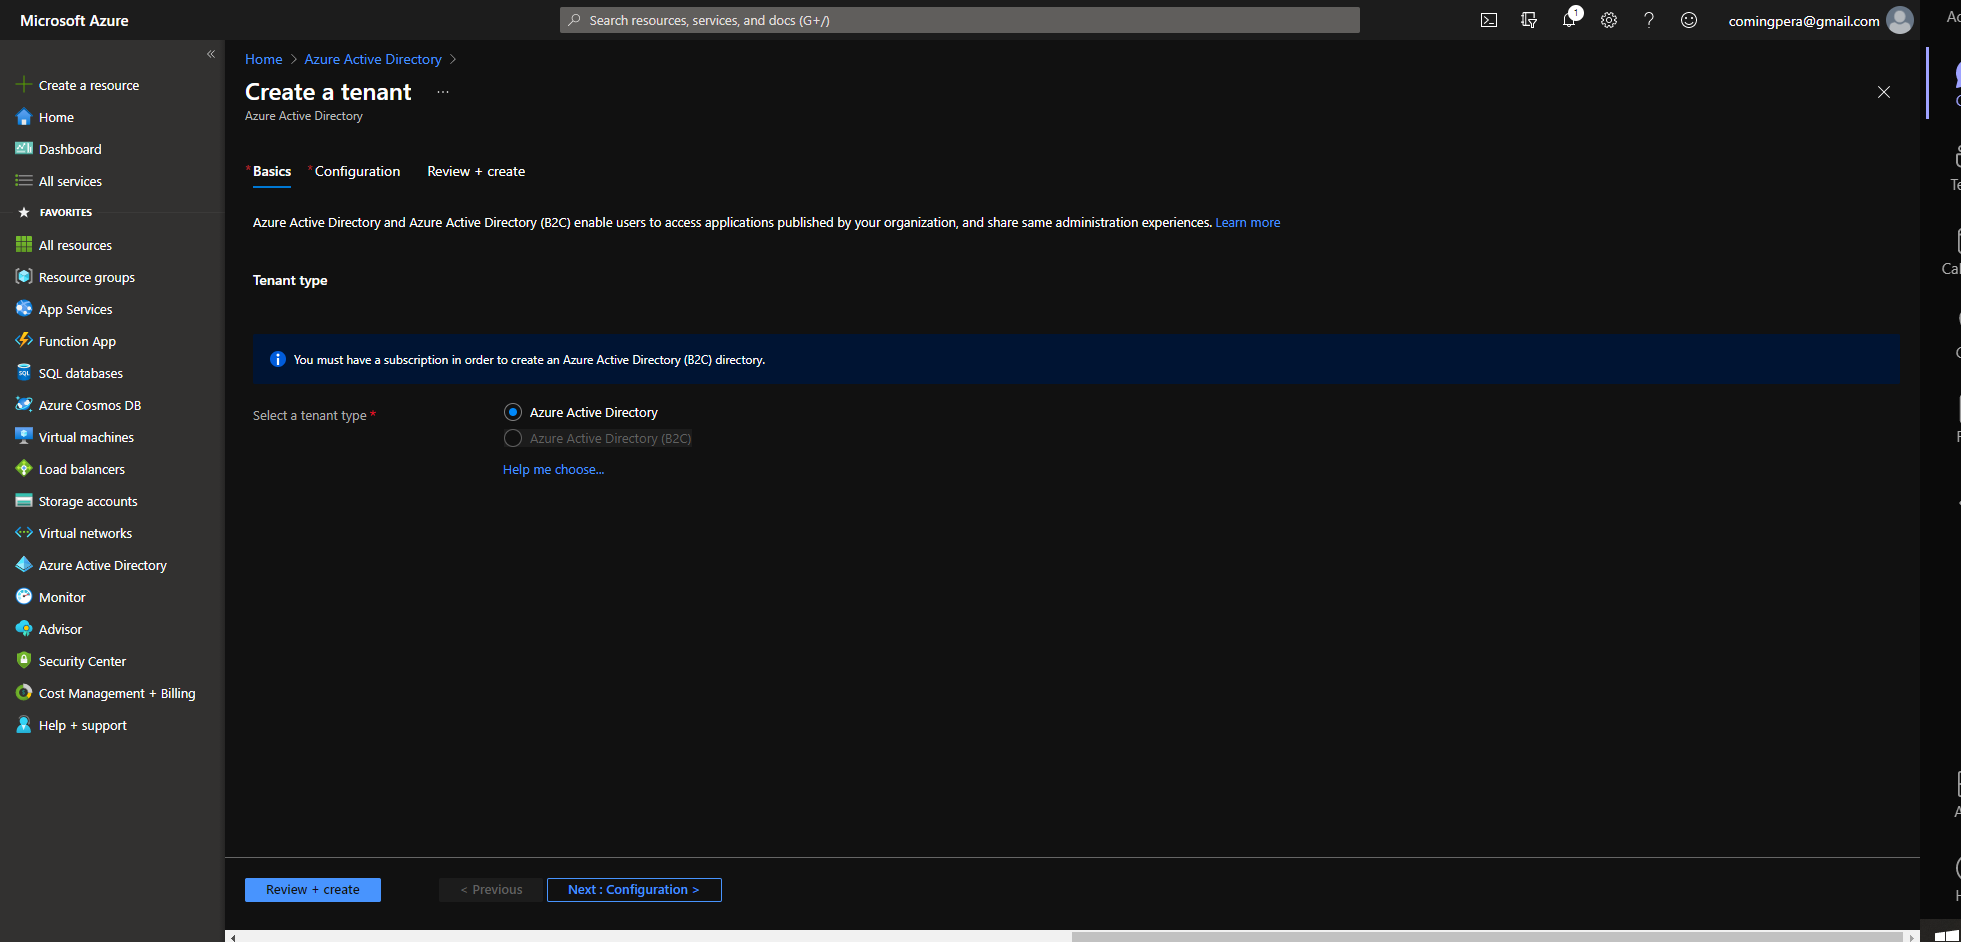 Microsoft Azure
Search resources, services, and docs (G+/)
1
comingpera@gmail.com
Create a resource
Home
Dashboard
All services
FAVORITES
All resources
Resource groups
App Services
Function App
SQL databases
Azure Cosmos DB
Virtual machines
Load balancers
Storage accounts
Virtual networks
Azure Active Directory
Monitor
Advisor
Security Center
Cost Management + Billing
Help + support
Home > Azure Active Directory >
Create a tenant ...
Azure Active Directory
* Basics * Configuration Review + create
Azure Active Directory and Azure Active Directory (B2C) enable users to access applications published by your organization, and share same administration experiences. Learn more
Tenant type
You must have a subscription in order to create an Azure Active Directory (B2C) directory.
Select a tenant type *
Azure Active Directory
Azure Active Directory (B2C)
Help me choose...
Review + create
< Previous
Next : Configuration >